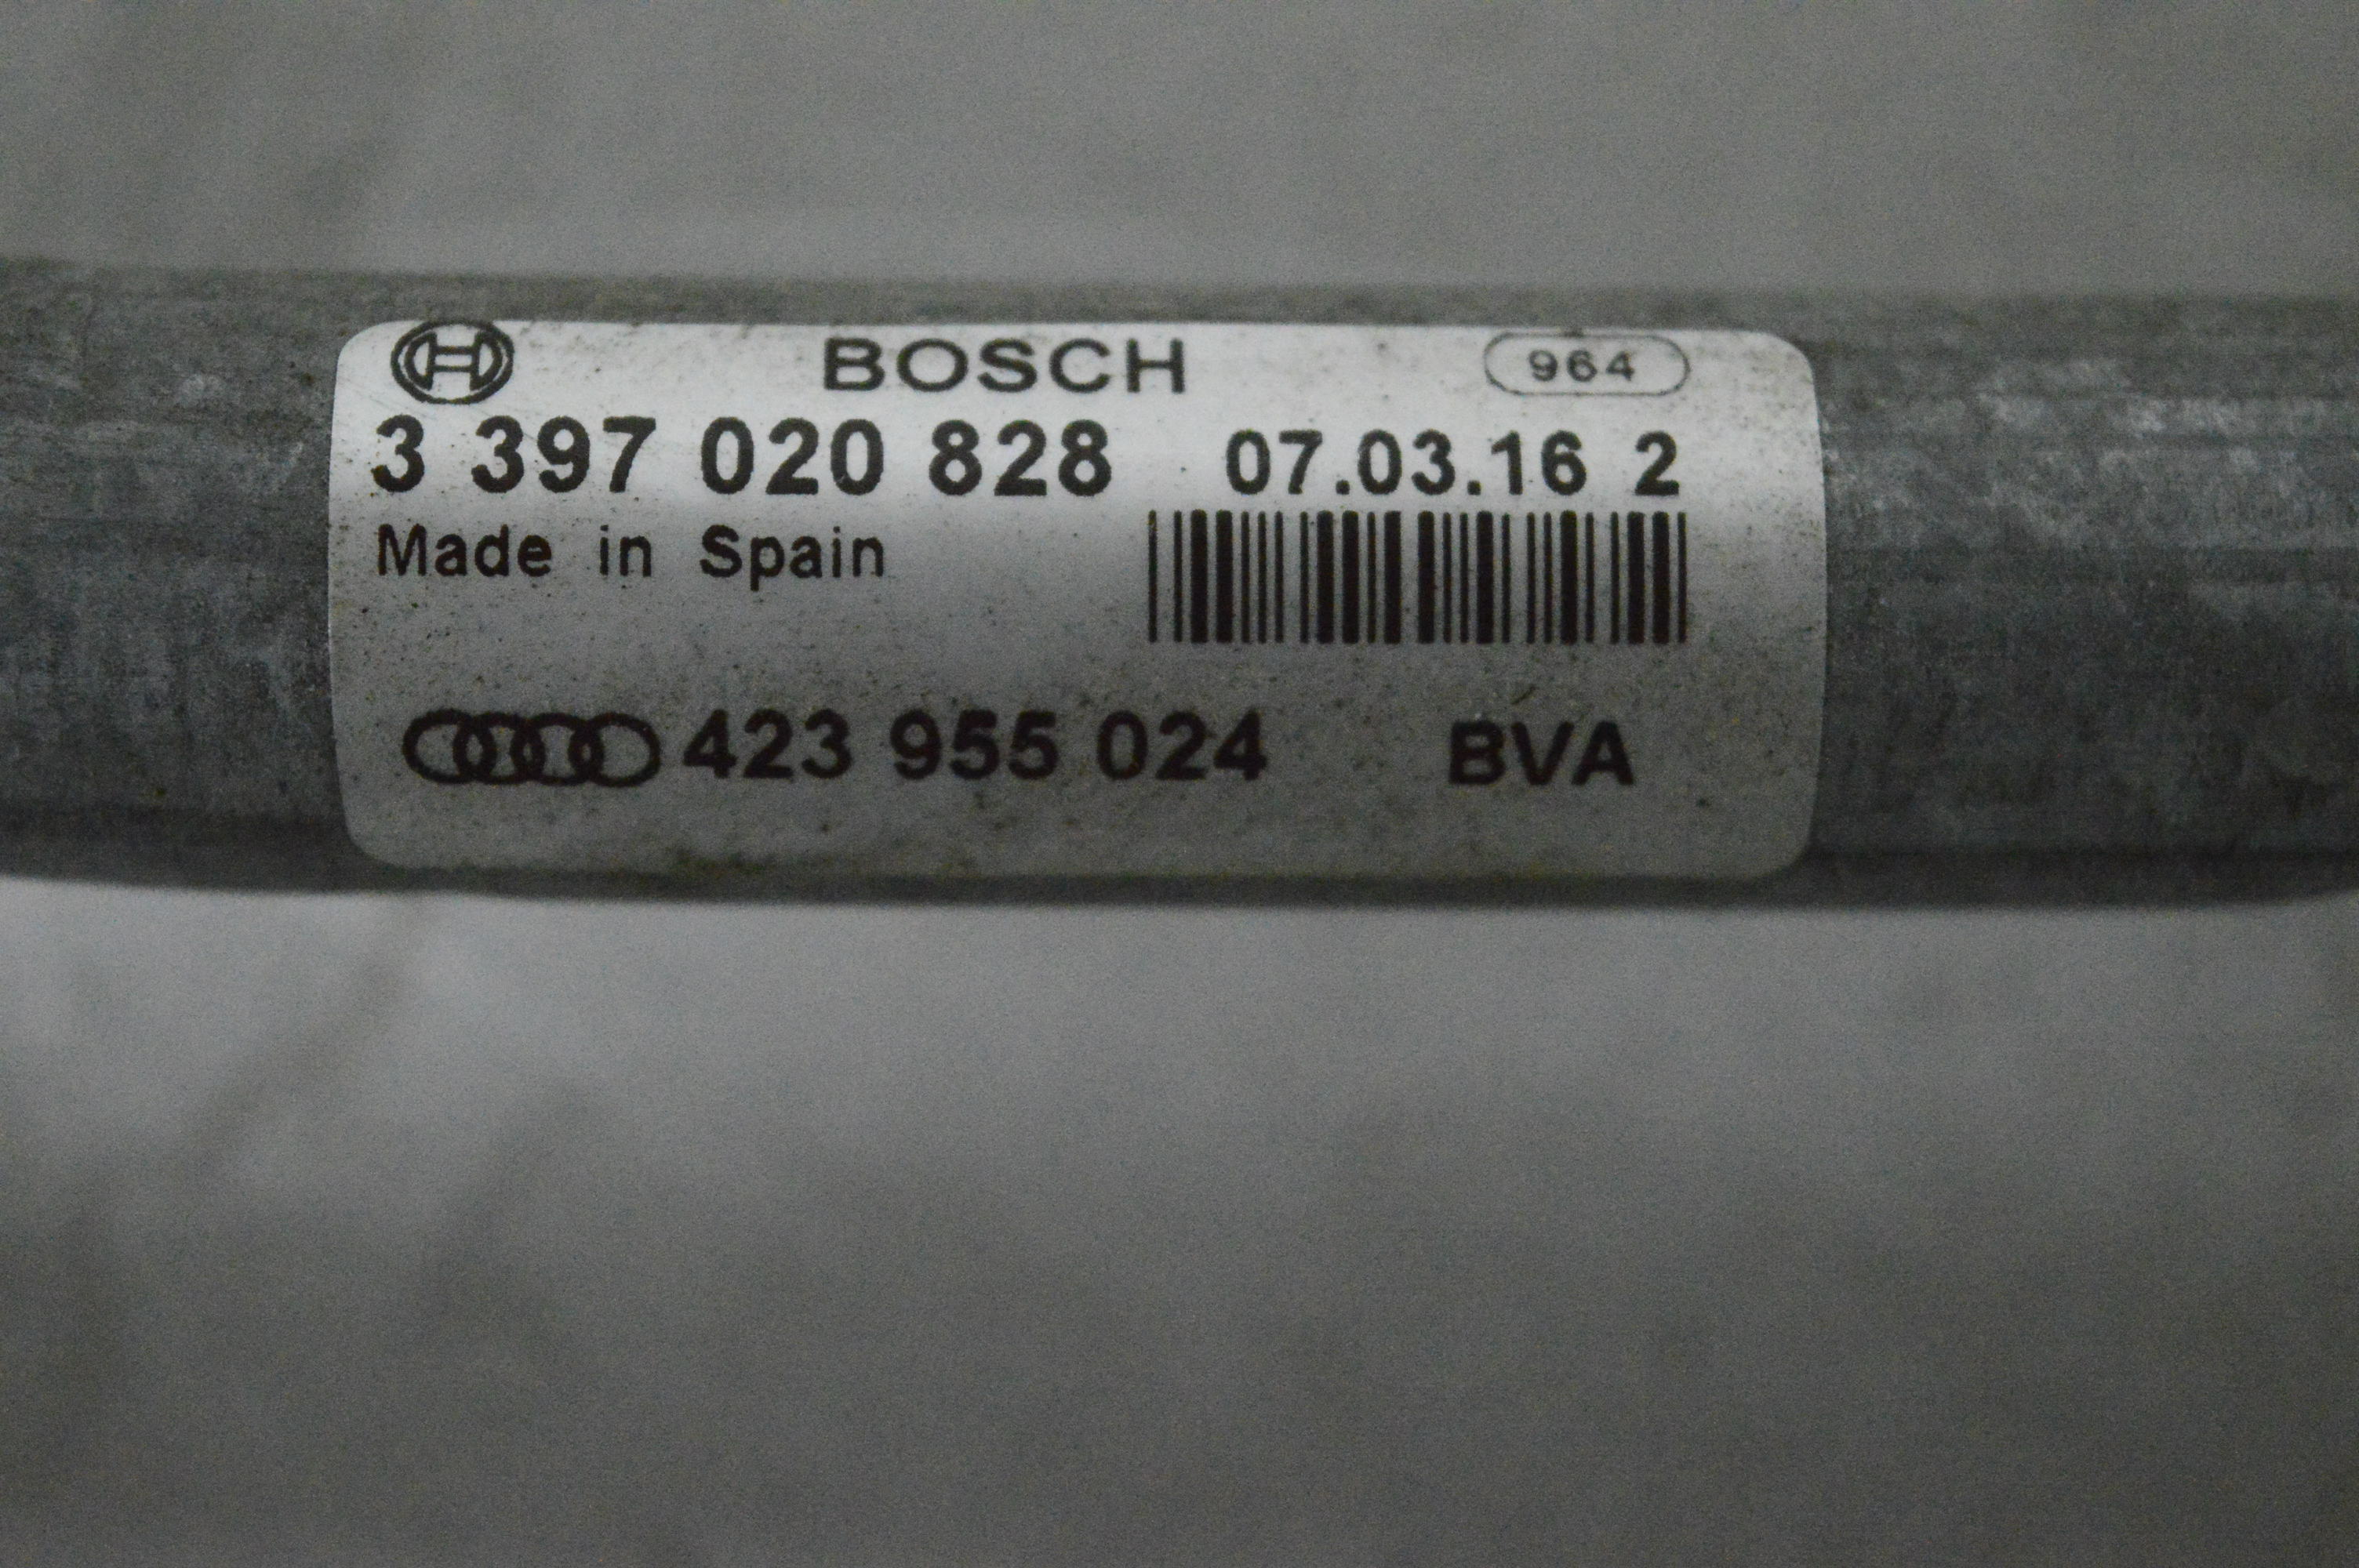 BOSCH 964
3 397 020 828 07.03.16 2
Made in Spain
423 955 024 BVA